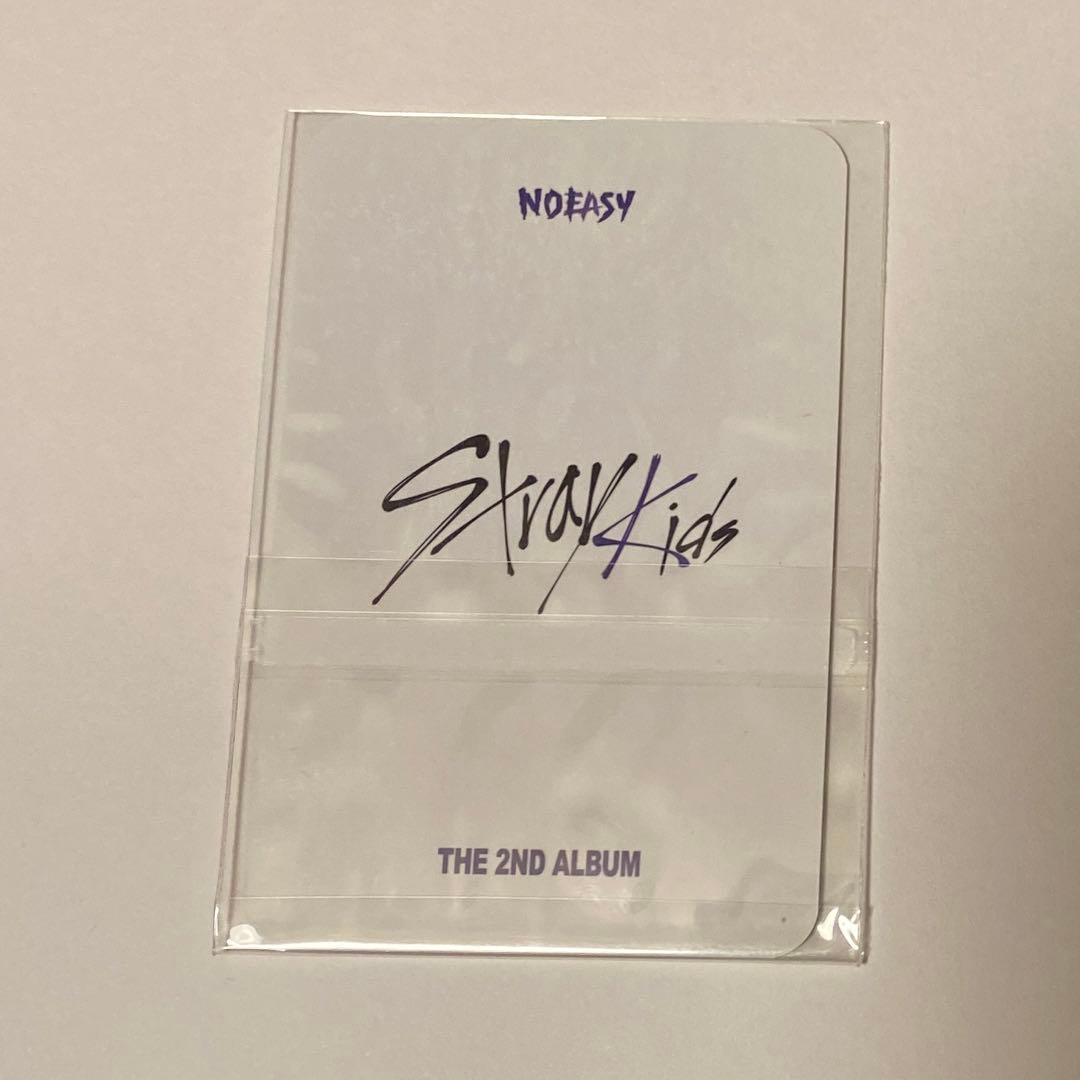 NOEASY
Stray Kids
THE 2ND ALBUM